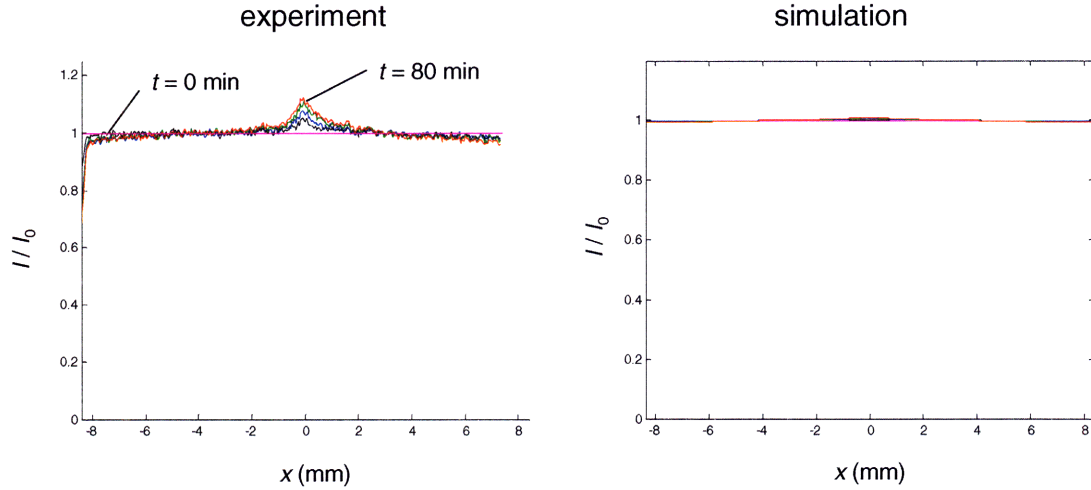 experiment
simulation
t = 0 min
t = 80 min
1.2
1
0.8
0.6
0.4
0.2
0
-8 -6 -4 -2 0 2 4 6 8
I / I0
x (mm)
1
0.8
0.6
0.4
0.2
0
-8 -6 -4 -2 0 2 4 6 8
I / I0
x (mm)